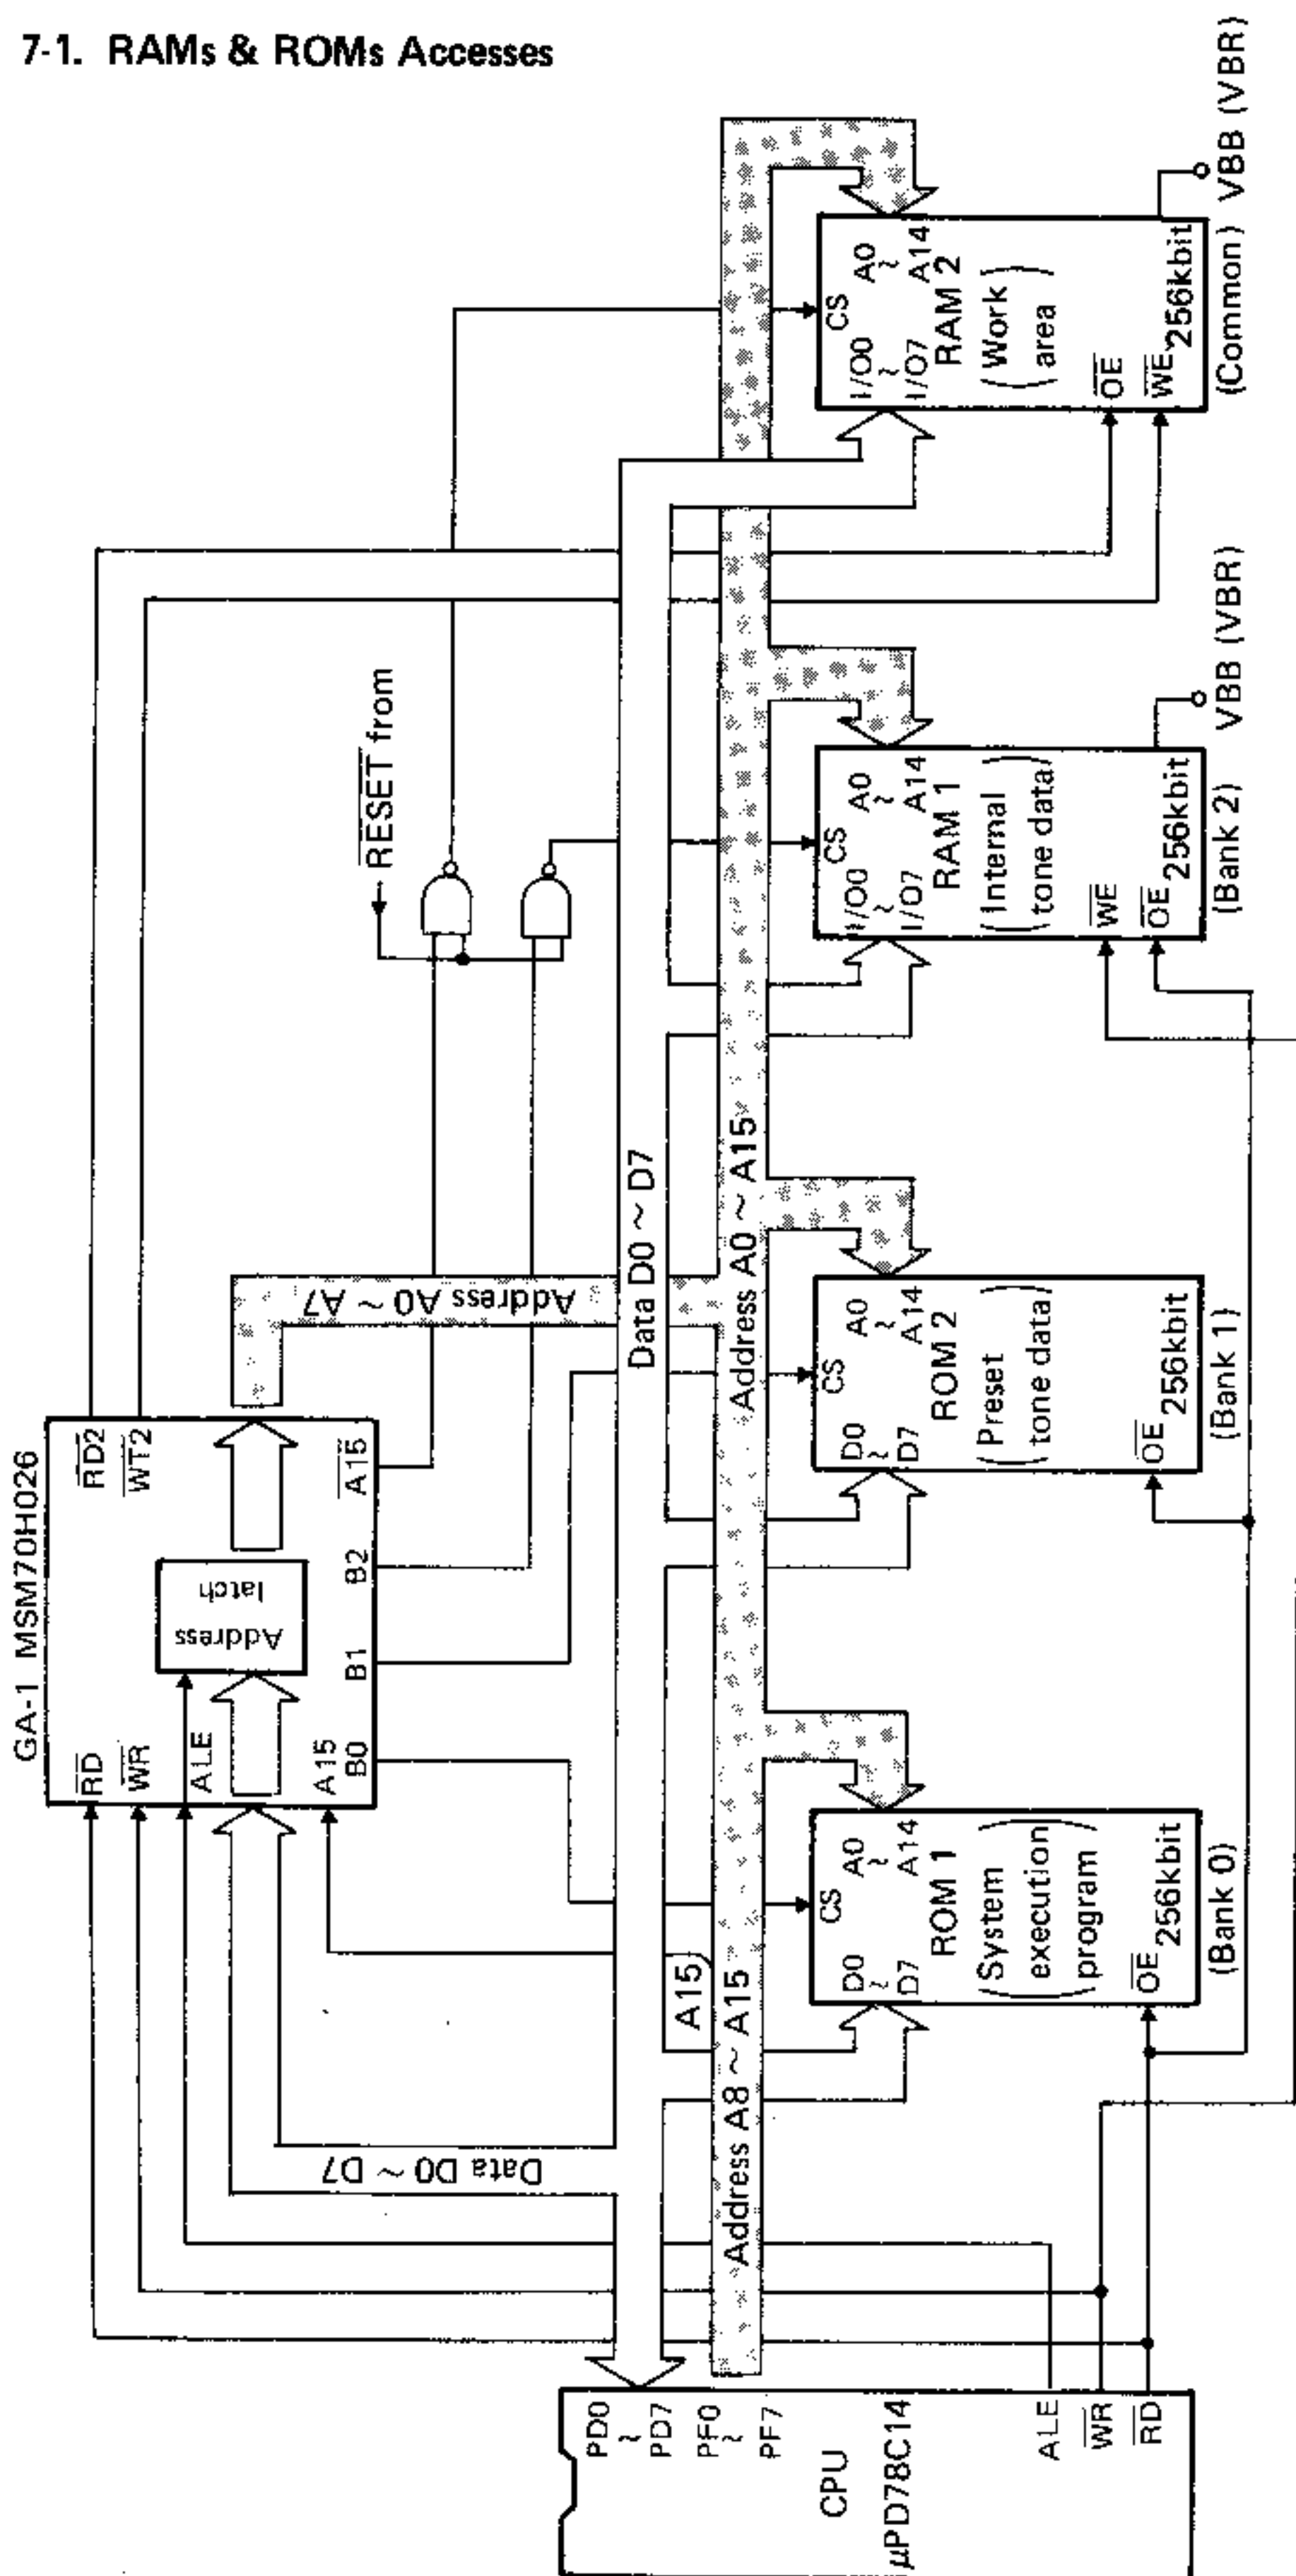 7-1. RAMs & ROMs Accesses
GA-1 MSM70H026
RD
WR
ALE
A15
B0
B1
B2
A15
RD2
WT2
Address
latch
Address A0 ~ A7
Data D0 ~ D7
RESET from
Data D0 ~ D7
Address A8 ~ A15
A15
Address A0 ~ A15
PD0
~
PD7
PF0
~
PF7
CPU
μPD78C14
ALE
WR
RD
CS
D0
~
D7
A0
~
A14
ROM 1
(System
execution
program)
OE
256kbit
(Bank 0)
CS
D0
~
D7
A0
~
A14
ROM 2
(Preset
tone data)
OE
256kbit
(Bank 1)
CS
I/O0
~
I/O7
A0
~
A14
RAM 1
(Internal
tone data)
WE
OE
256kbit
(Bank 2)
VBB (VBR)
CS
I/O0
~
I/O7
A0
~
A14
RAM 2
(Work
area)
OE
WE
256kbit
(Common)
VBB (VBR)